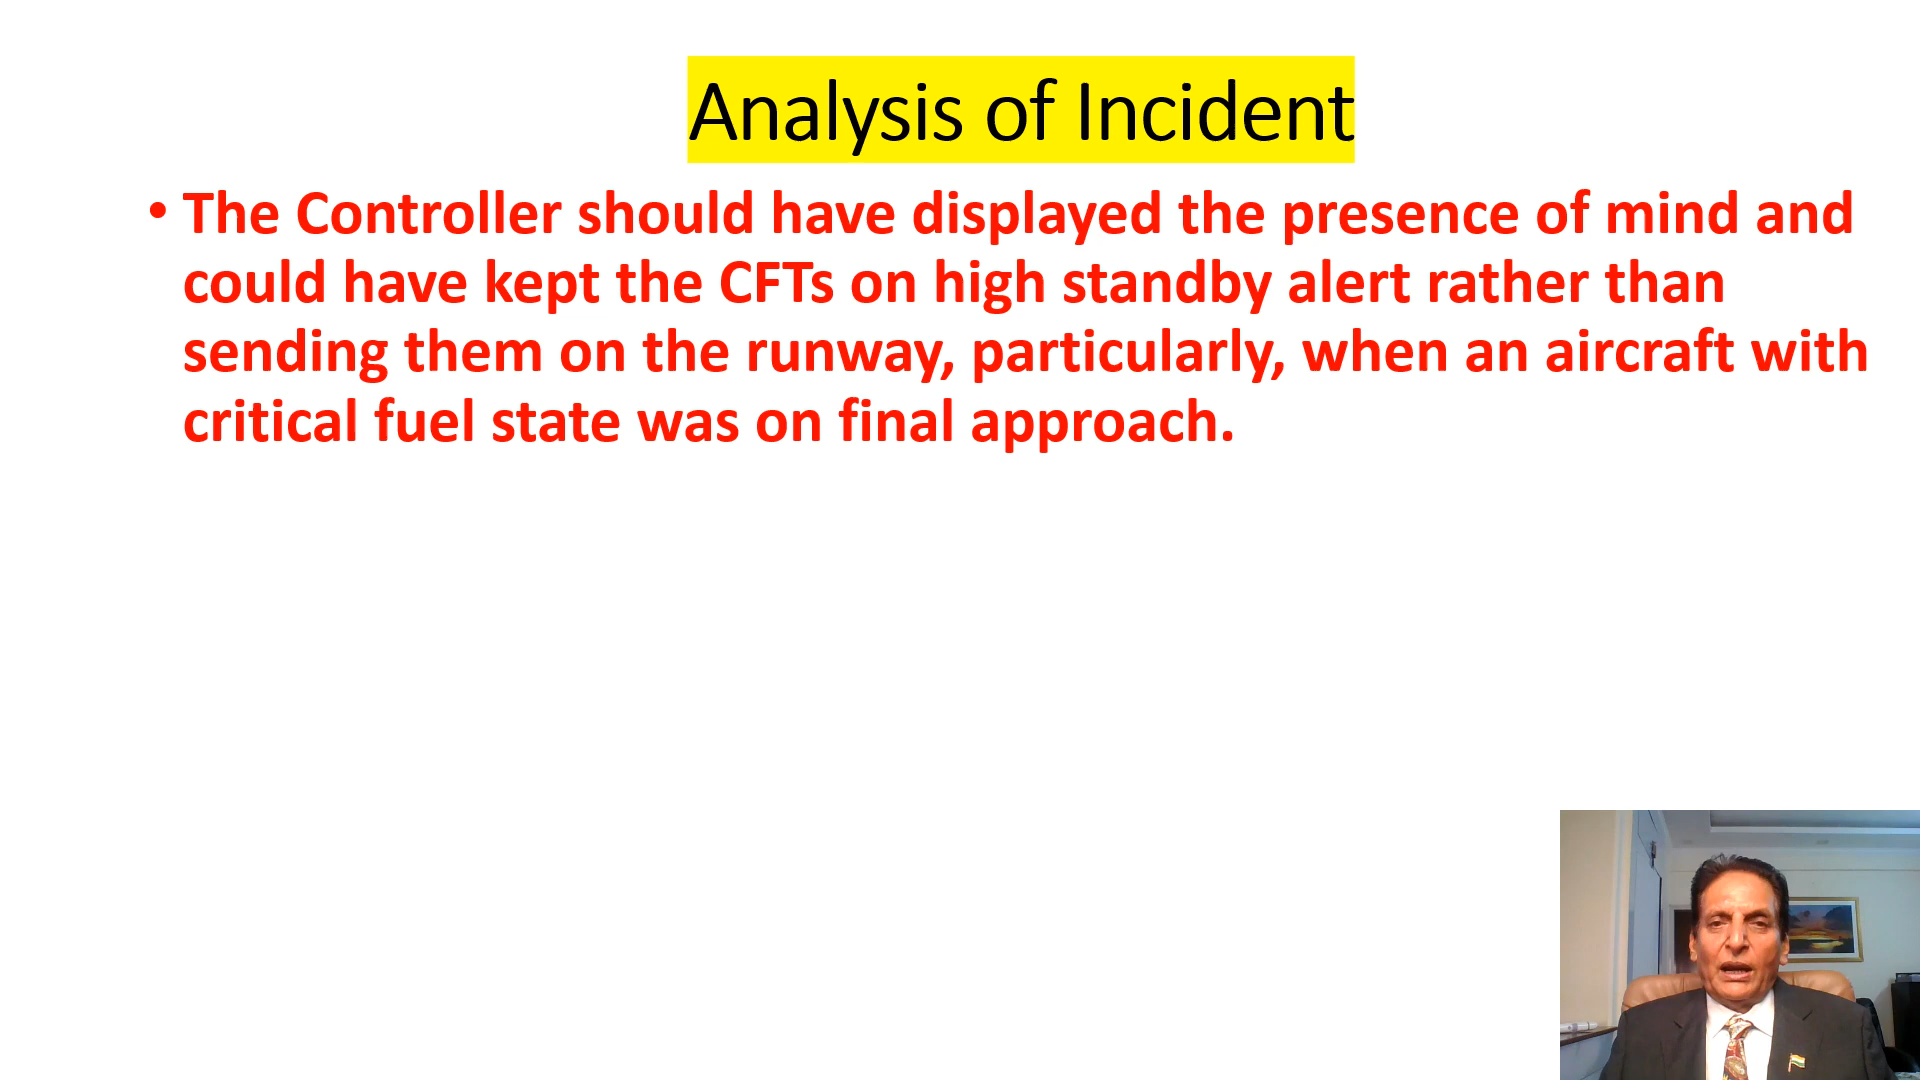 Analysis of Incident
• The Controller should have displayed the presence of mind and
could have kept the CFTs on high standby alert rather than
sending them on the runway, particularly, when an aircraft with
critical fuel state was on final approach.